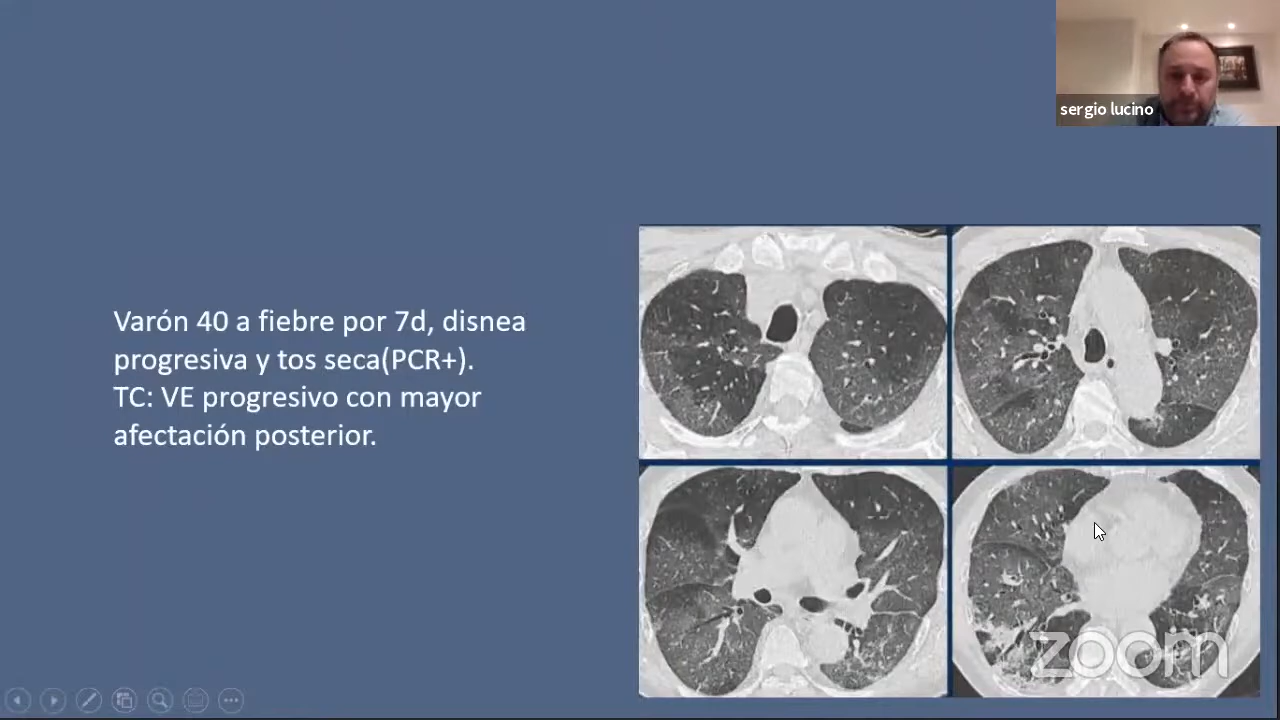 sergio lucino
Varón 40 a fiebre por 7d, disnea
progresiva y tos seca(PCR+).
TC: VE progresivo con mayor
afectación posterior.
zoom